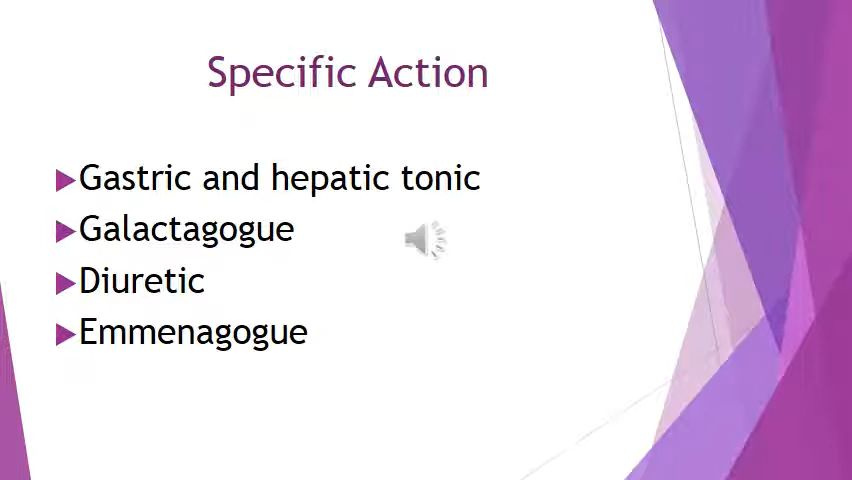 Specific Action
Gastric and hepatic tonic
Galactagogue
Diuretic
Emmenagogue